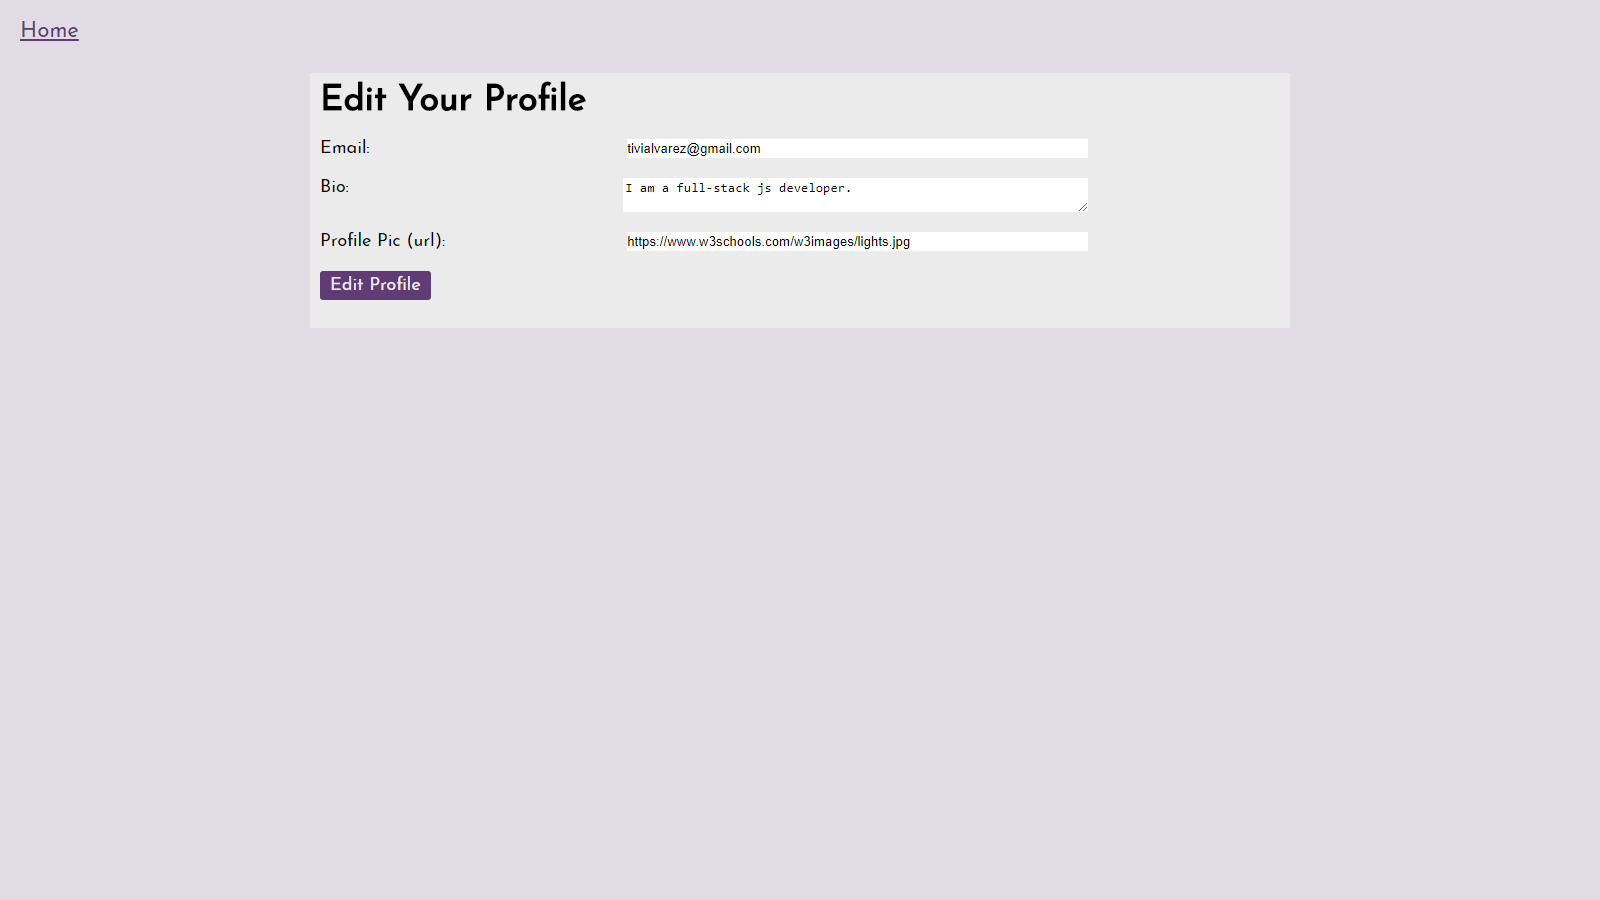 Home
Edit Your Profile
Email: tivialvarez@gmail.com
Bio: I am a full-stack js developer.
Profile Pic (url): https://www.w3schools.com/w3images/lights.jpg
Edit Profile